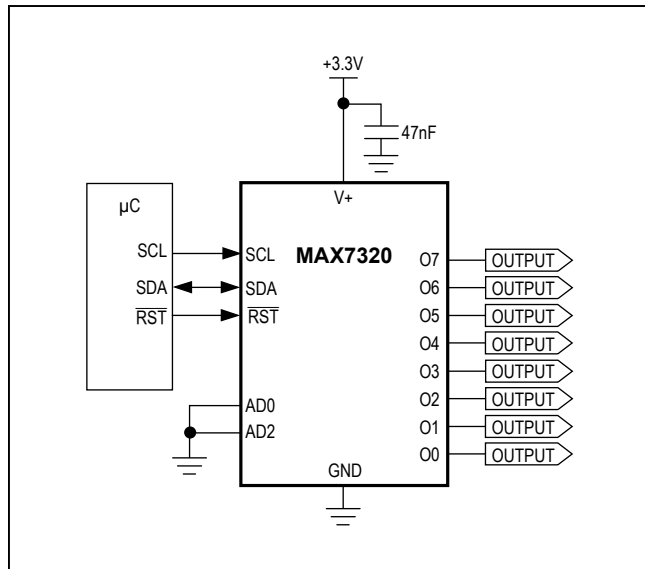 +3.3V
47nF
µC
V+
SCL
SCL
MAX7320
O7
OUTPUT
SDA
SDA
O6
OUTPUT
RST
RST
O5
OUTPUT
O4
OUTPUT
O3
OUTPUT
AD0
O2
OUTPUT
AD2
O1
OUTPUT
O0
OUTPUT
GND